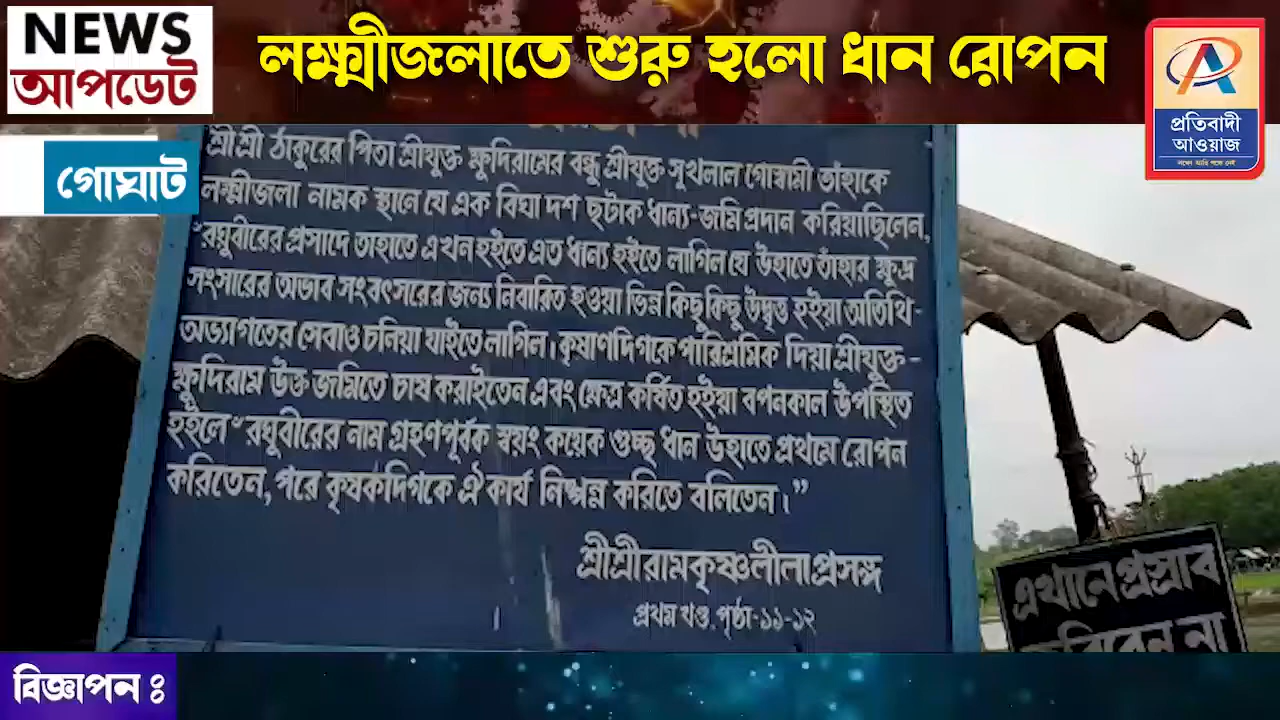 NEWS
আপডেট
লক্ষ্মীজলাতে শুরু হলো ধান রোপন
প্রতিবাদী
আওয়াজ
গোঘাট
শ্রীশ্রী ঠাকুরের পিতা শ্রীযুক্ত ক্ষুদিরামের বন্ধু শ্রীযুক্ত সুখলাল গোস্বামী তাঁহাকে
লক্ষ্মীজলা নামক স্থানে যে এক বিঘা দশ ছটাক ধান্য-জমি প্রদান করিয়াছিলেন,
"রঘুবীরের প্রসাদে তাহাতে এখন হইতে এত ধান্য হইতে লাগিল যে উহাতে তাঁহার ক্ষুদ্র
সংসারের অভাব সংবৎসরের জন্য নিবারিত হওয়া ভিন্ন কিছু কিছু উদ্বৃত্ত হইয়া অতিথি-
অভ্যাগতের সেবাও চলিয়া যাইতে লাগিল। কৃষাণদিগকে পারিশ্রমিক দিয়া শ্রীযুক্ত-
ক্ষুদিরাম উক্ত জমিতে চাষ করাইতেন এবং ক্ষেত্র কর্ষিত হইয়া বপনকাল উপস্থিত
হইলে ৺রঘুবীরের নাম গ্রহণপূর্বক স্বয়ং কয়েক গুচ্ছ ধান উহাতে প্রথমে রোপন
করিতেন, পরে কৃষকদিগকে ঐ কার্য নিষ্পন্ন করিতে বলিতেন।"
শ্রীশ্রীরামকৃষ্ণলীলাপ্রসঙ্গ
প্রথম খণ্ড, পৃষ্ঠা-১১-১২
এখানে প্রস্রাব
করিবেন না
বিজ্ঞাপন ঃ